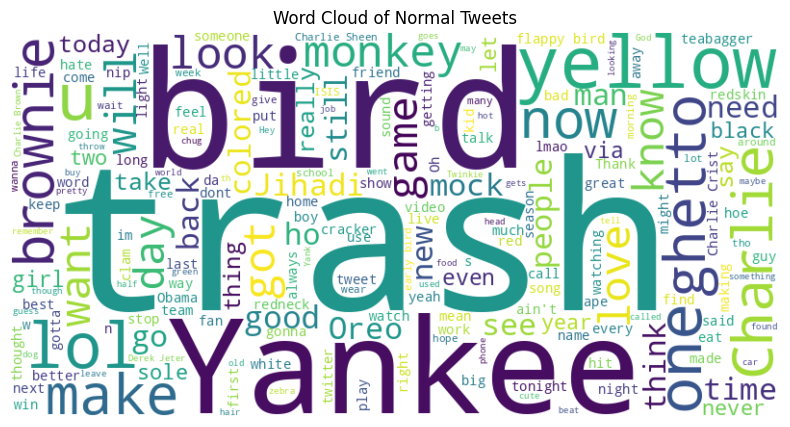 Word Cloud of Normal Tweets
someone
Charlie Sheen
goes
may
God
today
hate
come
nip
Well
light
look
week
little
monkey
friend
let
flappy bird
looking
teabagger
away
yellow
brownie
life
wait
u
will
bird
feel
real
chug
give
put
ISIS
job
Hey
really
still
sound
getting
many
hot
talk
kid
bad
man
morning
redskin
need
black
around
wanna
Charlie Brown
throw
going
two
long
word
keep
buy
pretty
take
back
da
dont
world
free
th
colored
Jihadi
school
show
game
Oh
b
lmao
now
via
Thank
great
know
say
lot
maybe
ghetto
Charlie
want
day
im
last
way
got
home
boy
ho
cracker
use
video
live
mock
new
much
red
s
season
went
Twinkie
gets
people
call
song
watching
love
might
find
making
one
Charlie Crist
hoe
tho
guy
something
girl
remember
trash
clam
green
half
thing
always
Yank
tweet
wear
even
food
used
head
early bird
ape
tell
called
said
eat
found
though
best
guess
w
gotta
n
stop
Obama
team
fan
redneck
gonna
good
Oreo
yeah
watch
mean
work
see
ain't
year
every
name
think
made
car
time
never
lol
go
thought
dog
better
leave
next
win
make
Derek Jeter
sole
hair
Yankee
first
old
white
zebra
twitter
play
right
big
hope
phone
cute
tonight
beat
hit
night